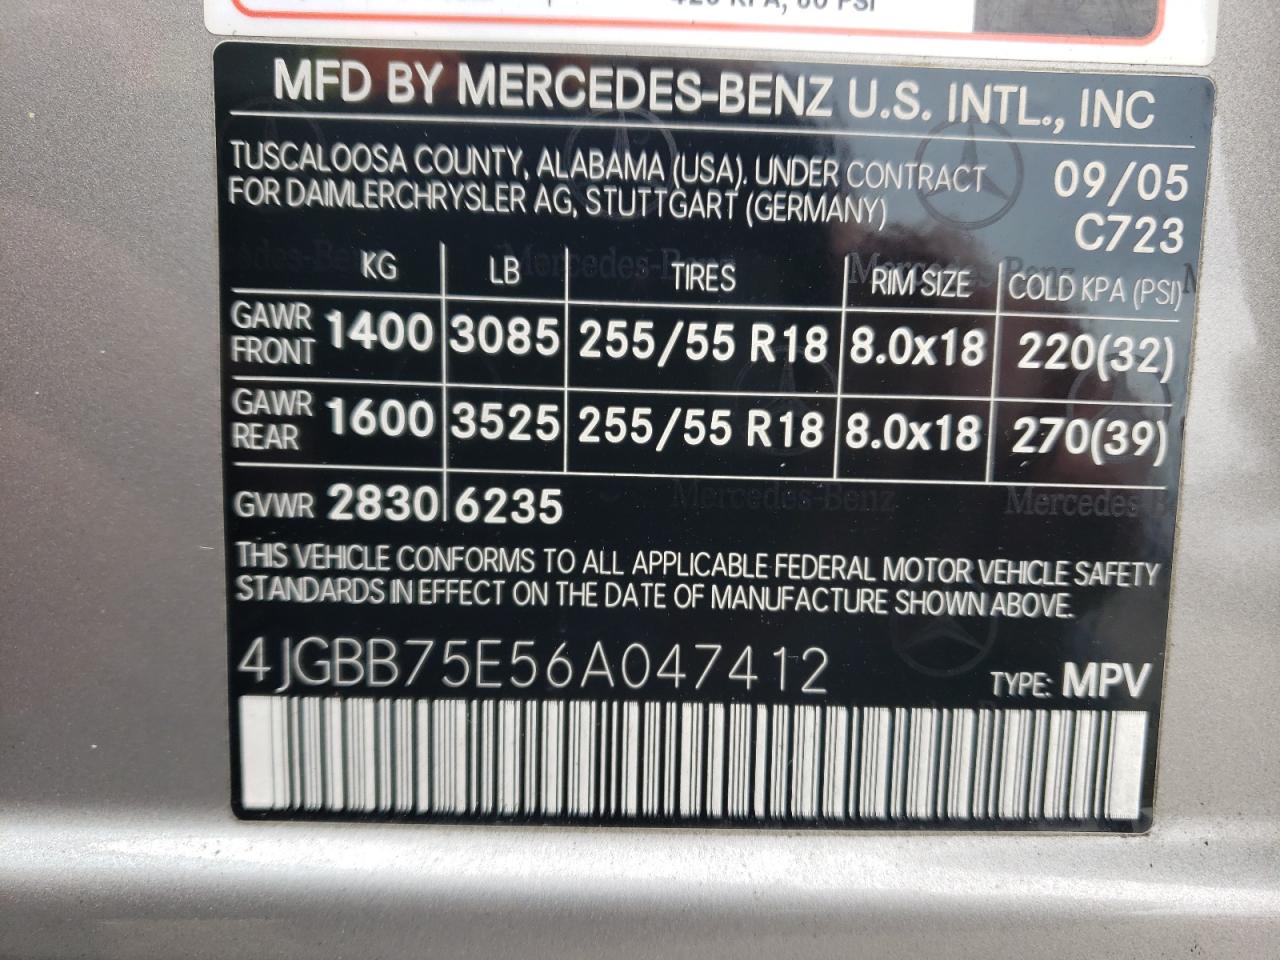 MFD BY MERCEDES-BENZ U.S. INTL., INC
TUSCALOOSA COUNTY, ALABAMA (USA). UNDER CONTRACT
FOR DAIMLERCHRYSLER AG, STUTTGART (GERMANY)
09/05
C723
KG LB TIRES RIM SIZE COLD KPA (PSI)
GAWR FRONT 1400 3085 255/55 R18 8.0x18 220(32)
GAWR REAR 1600 3525 255/55 R18 8.0x18 270(39)
GVWR 2830 6235
THIS VEHICLE CONFORMS TO ALL APPLICABLE FEDERAL MOTOR VEHICLE SAFETY
STANDARDS IN EFFECT ON THE DATE OF MANUFACTURE SHOWN ABOVE.
4JGBB75E56A047412
TYPE: MPV